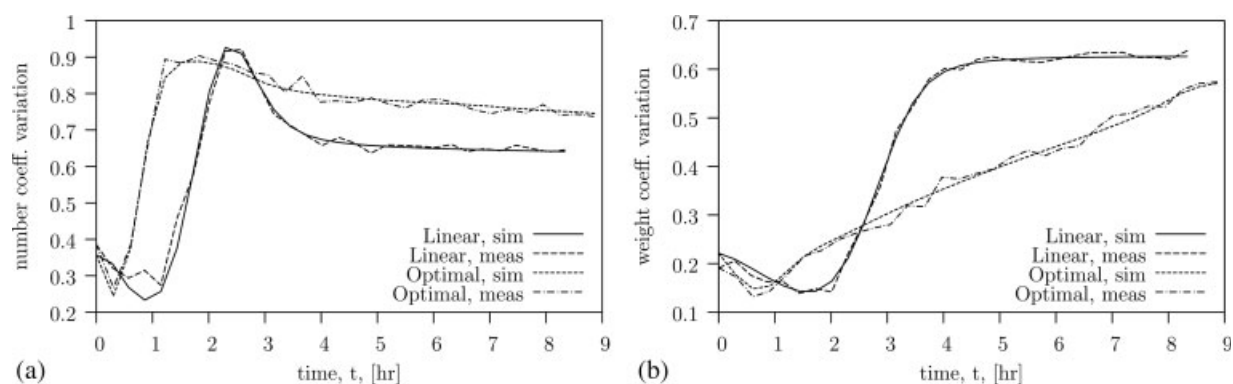 1
0.9
0.8
0.7
0.6
0.5
0.4
0.3
0.2
number coeff. variation
Linear, sim
Linear, meas
Optimal, sim
Optimal, meas
0 1 2 3 4 5 6 7 8 9
time, t, [hr]
(a)
0.7
0.6
0.5
0.4
0.3
0.2
0.1
weight coeff. variation
Linear, sim
Linear, meas
Optimal, sim
Optimal, meas
0 1 2 3 4 5 6 7 8 9
time, t, [hr]
(b)